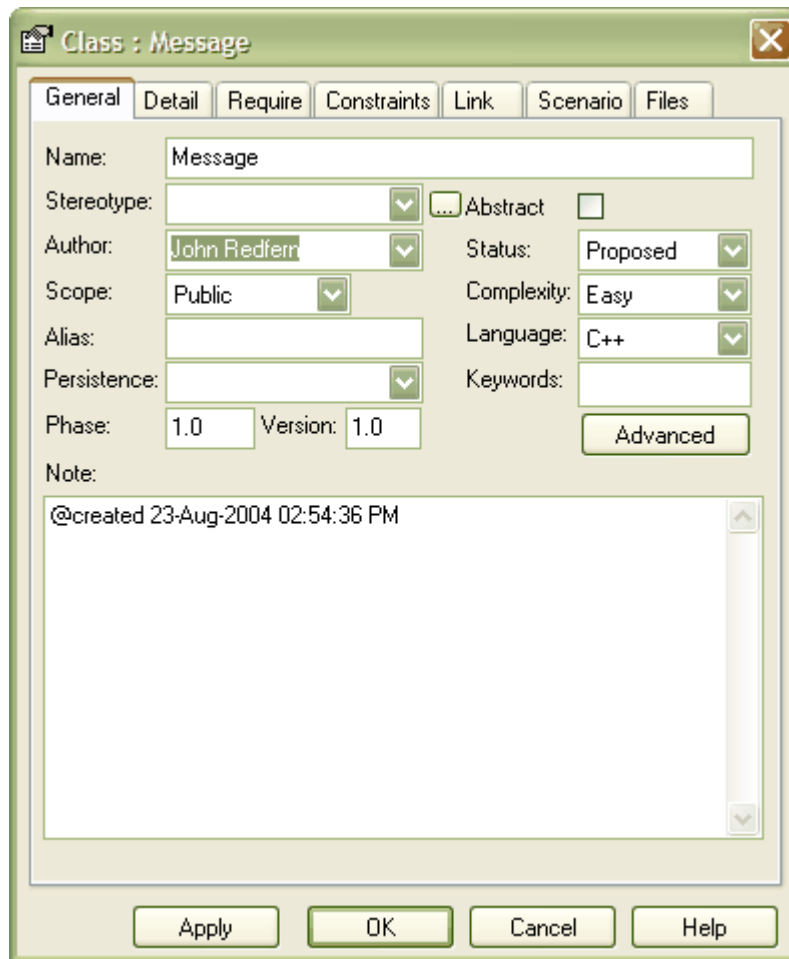 Class : Message
General Detail Require Constraints Link Scenario Files
Name: Message
Stereotype: ... Abstract
Author: John Redfern Status: Proposed
Scope: Public Complexity: Easy
Alias: Language: C++
Persistence: Keywords:
Phase: 1.0 Version: 1.0 Advanced
Note:
@created 23-Aug-2004 02:54:36 PM
Apply OK Cancel Help